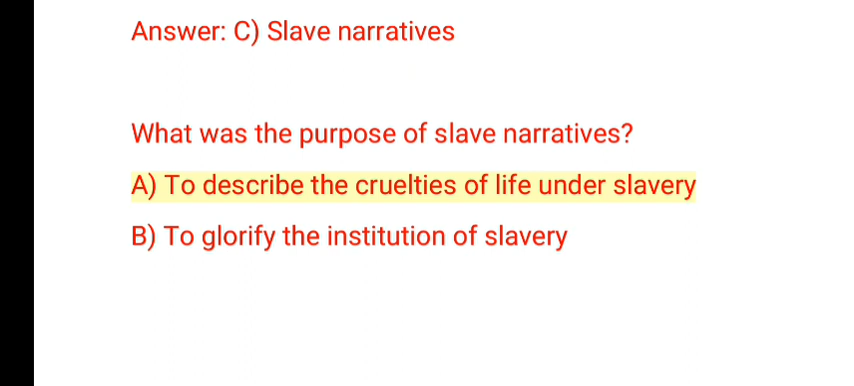 Answer: C) Slave narratives
What was the purpose of slave narratives?
A) To describe the cruelties of life under slavery
B) To glorify the institution of slavery